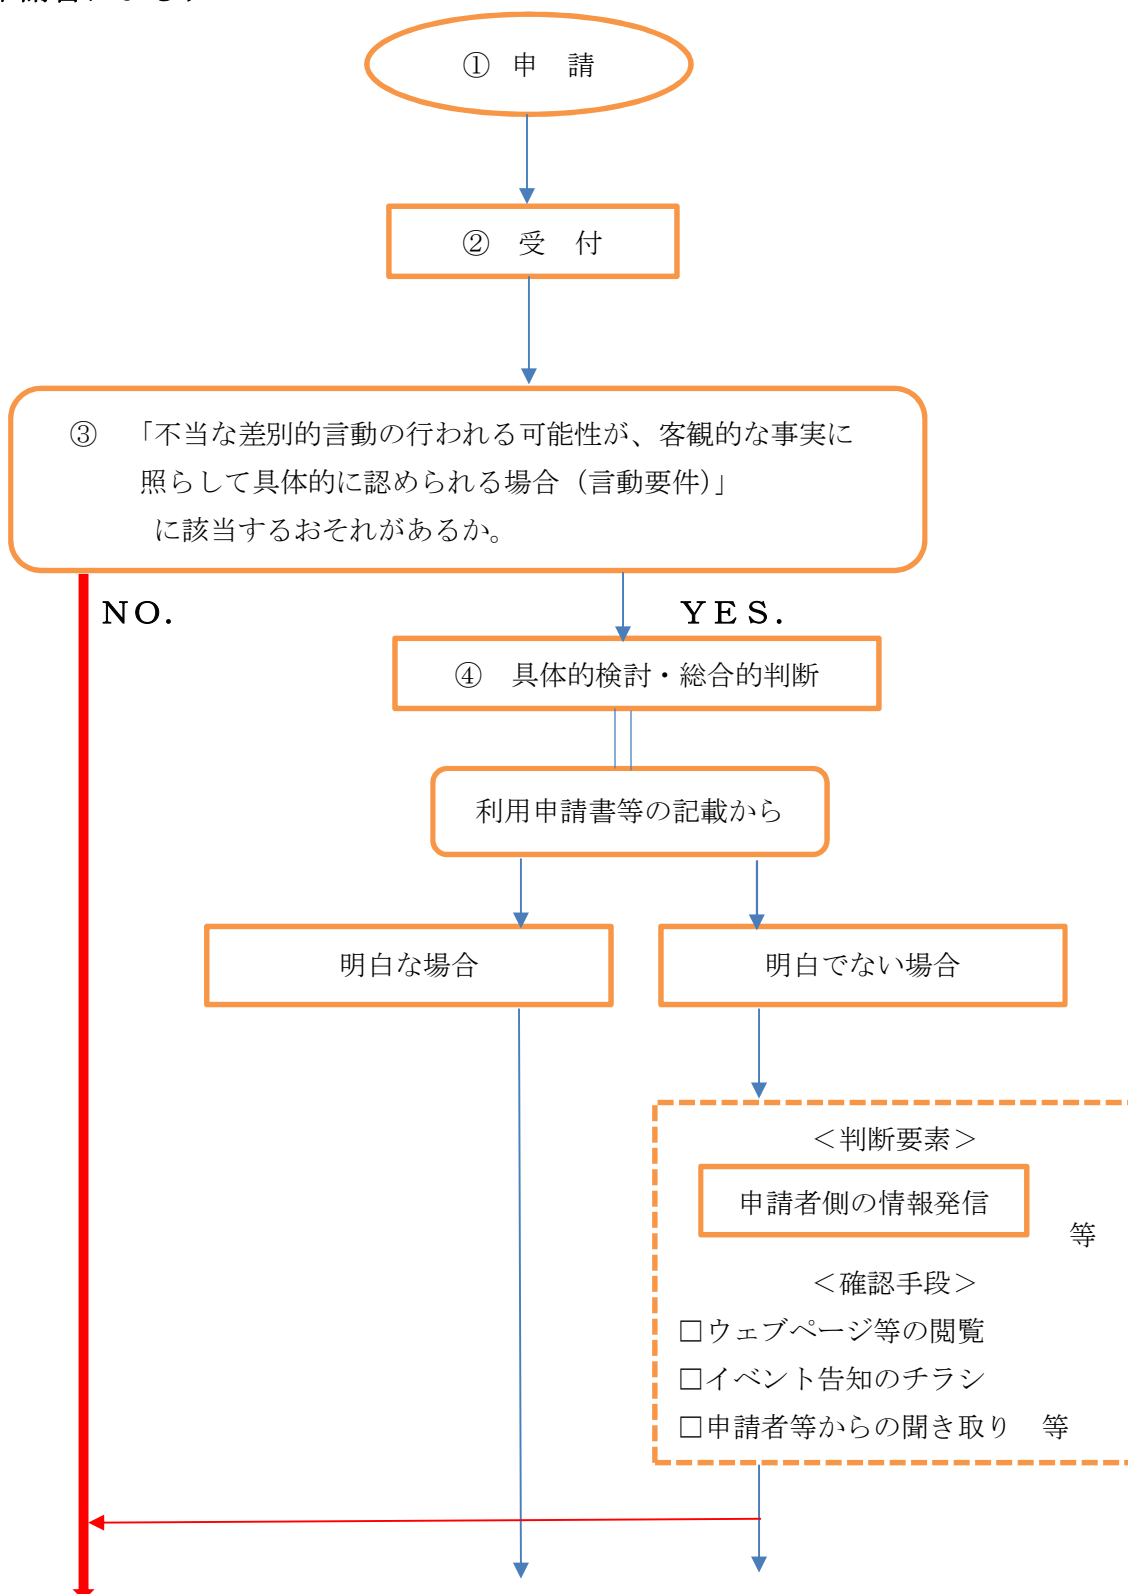 ① 申 請
② 受 付
③ 「不当な差別的言動の行われる可能性が、客観的な事実に
照らして具体的に認められる場合（言動要件）」
に該当するおそれがあるか。
NO.
YES.
④ 具体的検討・総合的判断
利用申請書等の記載から
明白な場合
明白でない場合
＜判断要素＞
申請者側の情報発信
等
＜確認手段＞
□ウェブページ等の閲覧
□イベント告知のチラシ
□申請者等からの聞き取り 等